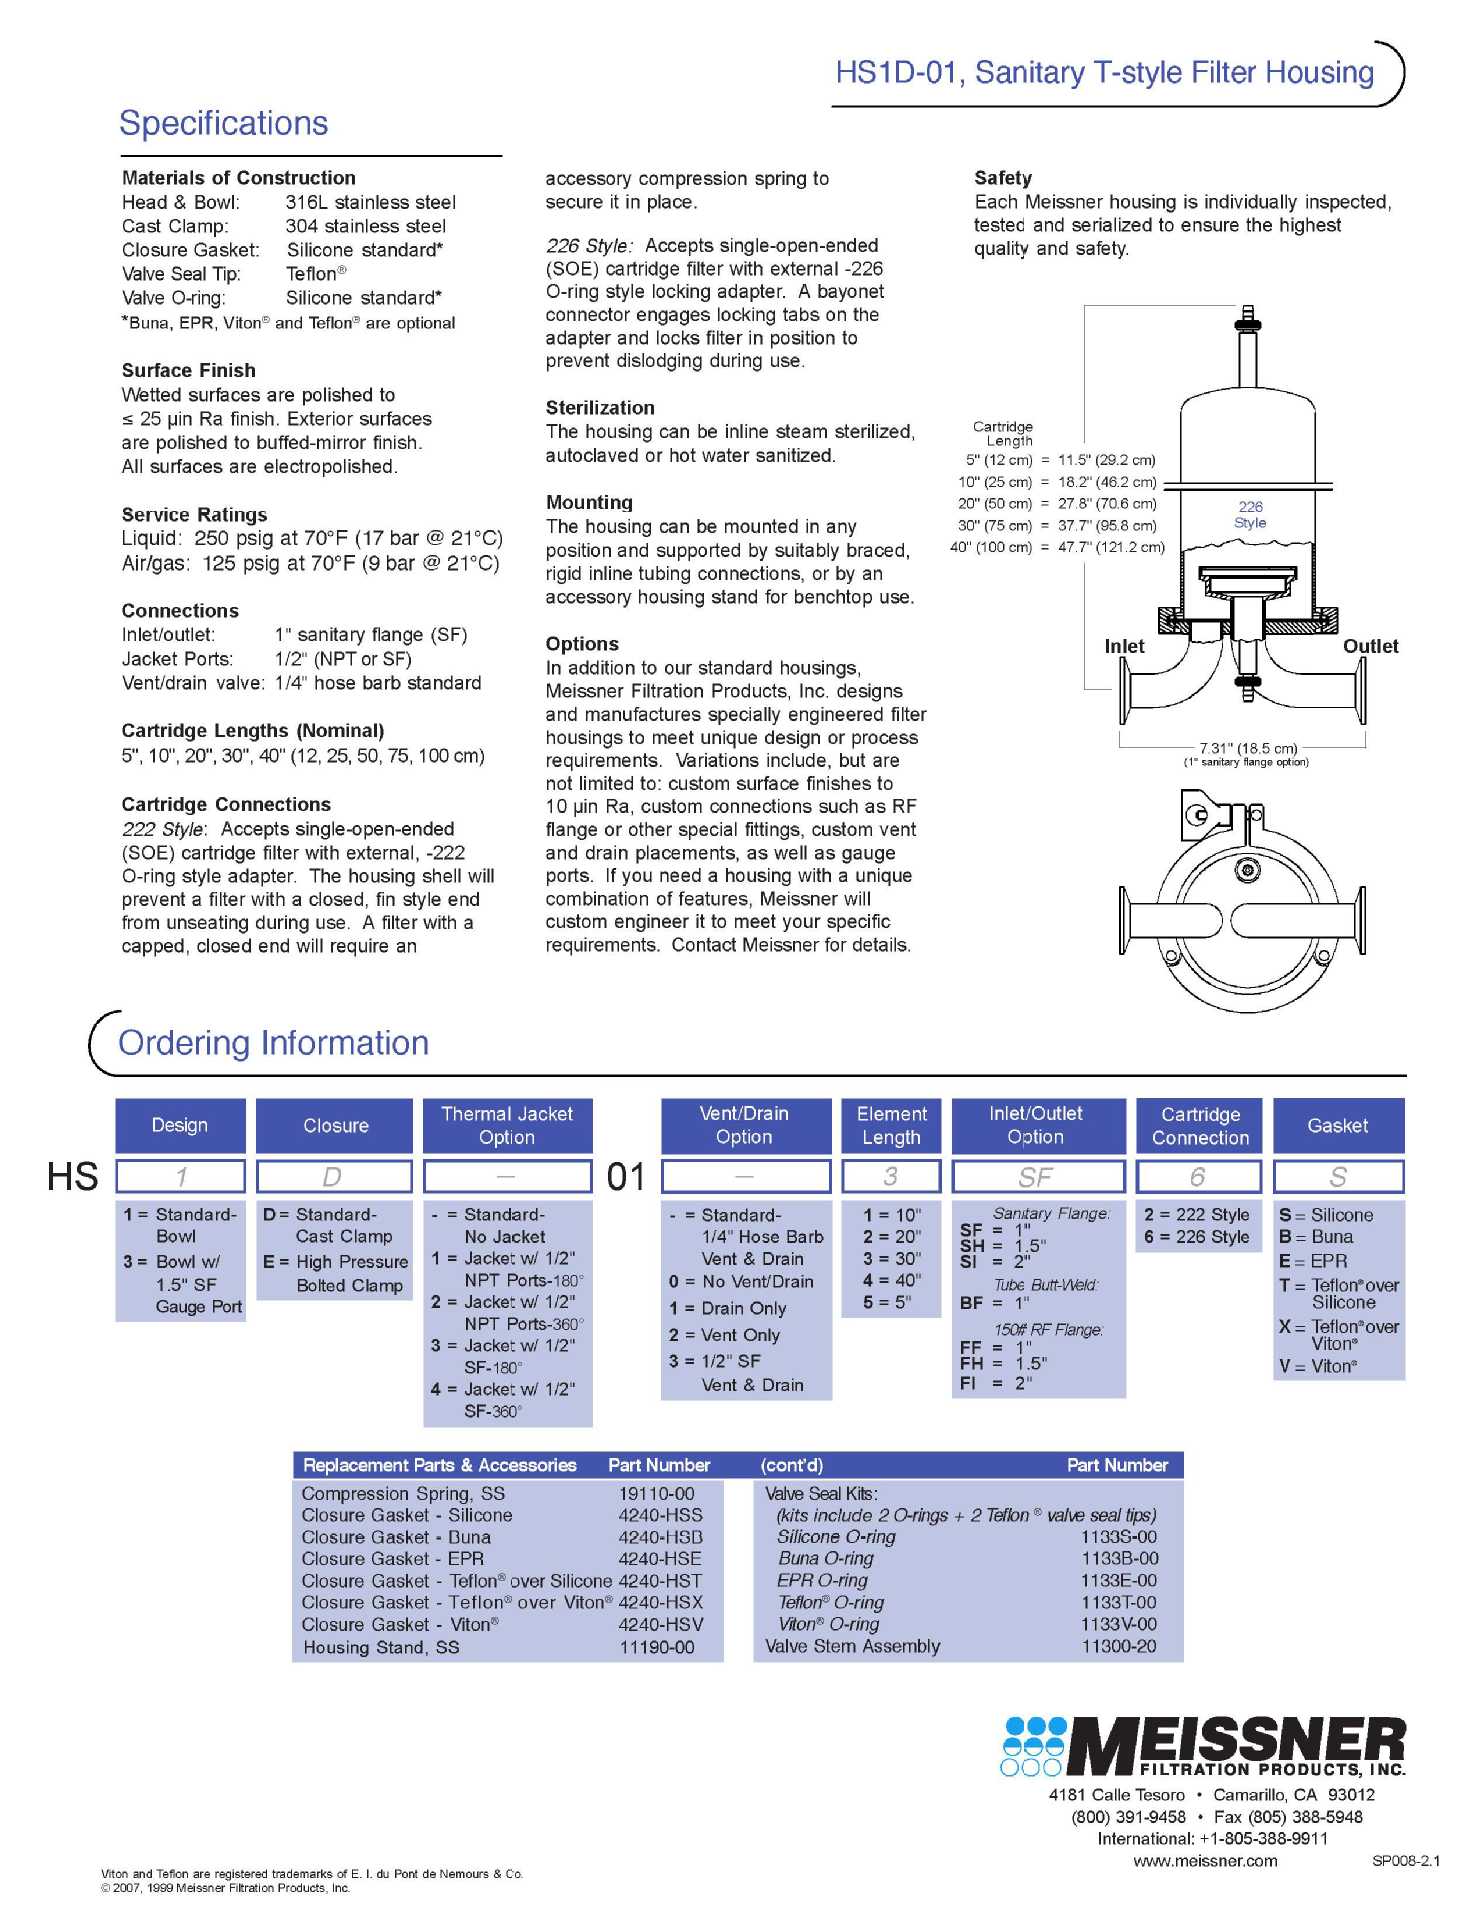 HS1D-01, Sanitary T-style Filter Housing
Specifications
Materials of Construction
Head & Bowl: 316L stainless steel
Cast Clamp: 304 stainless steel
Closure Gasket: Silicone standard*
Valve Seal Tip: Teflon®
Valve O-ring: Silicone standard*
*Buna, EPR, Viton® and Teflon® are optional
Surface Finish
Wetted surfaces are polished to
≤ 25 µin Ra finish. Exterior surfaces
are polished to buffed-mirror finish.
All surfaces are electropolished.
Service Ratings
Liquid: 250 psig at 70°F (17 bar @ 21°C)
Air/gas: 125 psig at 70°F (9 bar @ 21°C)
Connections
Inlet/outlet: 1" sanitary flange (SF)
Jacket Ports: 1/2" (NPT or SF)
Vent/drain valve: 1/4" hose barb standard
Cartridge Lengths (Nominal)
5", 10", 20", 30", 40" (12, 25, 50, 75, 100 cm)
Cartridge Connections
222 Style: Accepts single-open-ended
(SOE) cartridge filter with external, -222
O-ring style adapter. The housing shell will
prevent a filter with a closed, fin style end
from unseating during use. A filter with a
capped, closed end will require an
accessory compression spring to
secure it in place.
226 Style: Accepts single-open-ended
(SOE) cartridge filter with external -226
O-ring style locking adapter. A bayonet
connector engages locking tabs on the
adapter and locks filter in position to
prevent dislodging during use.
Sterilization
The housing can be inline steam sterilized,
autoclaved or hot water sanitized.
Mounting
The housing can be mounted in any
position and supported by suitably braced,
rigid inline tubing connections, or by an
accessory housing stand for benchtop use.
Options
In addition to our standard housings,
Meissner Filtration Products, Inc. designs
and manufactures specially engineered filter
housings to meet unique design or process
requirements. Variations include, but are
not limited to: custom surface finishes to
10 µin Ra, custom connections such as RF
flange or other special fittings, custom vent
and drain placements, as well as gauge
ports. If you need a housing with a unique
combination of features, Meissner will
custom engineer it to meet your specific
requirements. Contact Meissner for details.
Safety
Each Meissner housing is individually inspected,
tested and serialized to ensure the highest
quality and safety.
Cartridge
Length
5" (12 cm) = 11.5" (29.2 cm)
10" (25 cm) = 18.2" (46.2 cm)
20" (50 cm) = 27.8" (70.6 cm)
30" (75 cm) = 37.7" (95.8 cm)
40" (100 cm) = 47.7" (121.2 cm)
226
Style
Inlet
Outlet
7.31" (18.5 cm)
(1" sanitary flange option)
Ordering Information
Design Closure Thermal Jacket Option Vent/Drain Option Element Length Inlet/Outlet Option Cartridge Connection Gasket
HS 1 D — 01 — 3 SF 6 S
1 = Standard-
Bowl
3 = Bowl w/
1.5" SF
Gauge Port
D = Standard-
Cast Clamp
E = High Pressure
Bolted Clamp
- = Standard-
No Jacket
1 = Jacket w/ 1/2"
NPT Ports-180°
2 = Jacket w/ 1/2"
NPT Ports-360°
3 = Jacket w/ 1/2"
SF-180°
4 = Jacket w/ 1/2"
SF-360°
- = Standard-
1/4" Hose Barb
Vent & Drain
0 = No Vent/Drain
1 = Drain Only
2 = Vent Only
3 = 1/2" SF
Vent & Drain
1 = 10"
2 = 20"
3 = 30"
4 = 40"
5 = 5"
Sanitary Flange:
SF = 1"
SH = 1.5"
SI = 2"
Tube Butt-Weld:
BF = 1"
150# RF Flange:
FF = 1"
FH = 1.5"
FI = 2"
2 = 222 Style
6 = 226 Style
S = Silicone
B = Buna
E = EPR
T = Teflon® over
Silicone
X = Teflon® over
Viton®
V = Viton®
Replacement Parts & Accessories Part Number
Compression Spring, SS 19110-00
Closure Gasket - Silicone 4240-HSS
Closure Gasket - Buna 4240-HSB
Closure Gasket - EPR 4240-HSE
Closure Gasket - Teflon® over Silicone 4240-HST
Closure Gasket - Teflon® over Viton® 4240-HSX
Closure Gasket - Viton® 4240-HSV
Housing Stand, SS 11190-00
(cont'd) Part Number
Valve Seal Kits:
(kits include 2 O-rings + 2 Teflon ® valve seal tips)
Silicone O-ring 1133S-00
Buna O-ring 1133B-00
EPR O-ring 1133E-00
Teflon® O-ring 1133T-00
Viton® O-ring 1133V-00
Valve Stem Assembly 11300-20
MEISSNER
FILTRATION PRODUCTS, INC.
4181 Calle Tesoro • Camarillo, CA 93012
(800) 391-9458 • Fax (805) 388-5948
International: +1-805-388-9911
www.meissner.com
SP008-2.1
Viton and Teflon are registered trademarks of E. I. du Pont de Nemours & Co.
© 2007, 1999 Meissner Filtration Products, Inc.